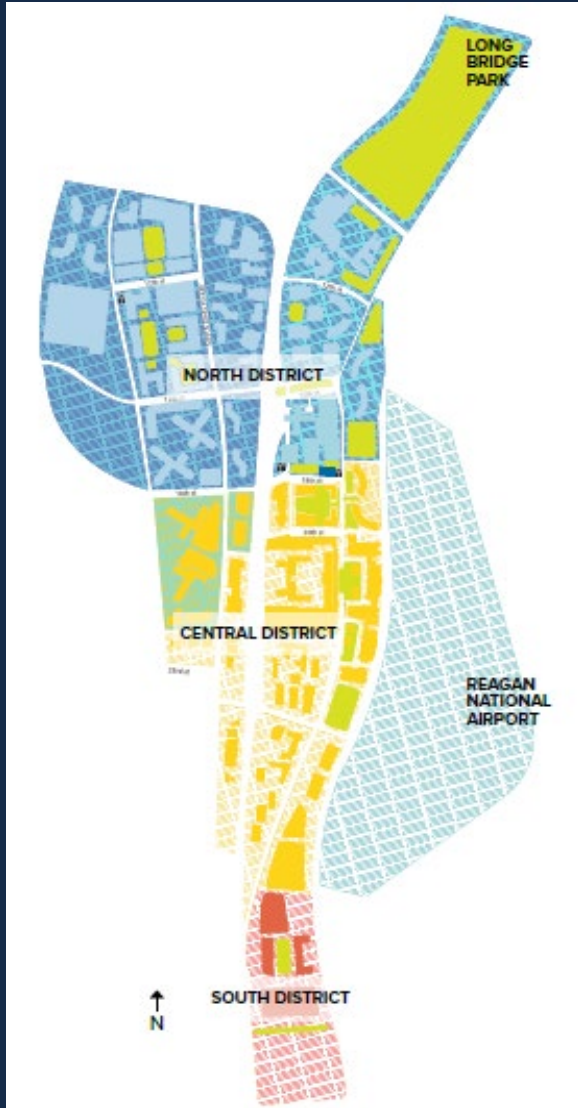 LONG
BRIDGE
PARK
NORTH DISTRICT
CENTRAL DISTRICT
REAGAN
NATIONAL
AIRPORT
SOUTH DISTRICT
N